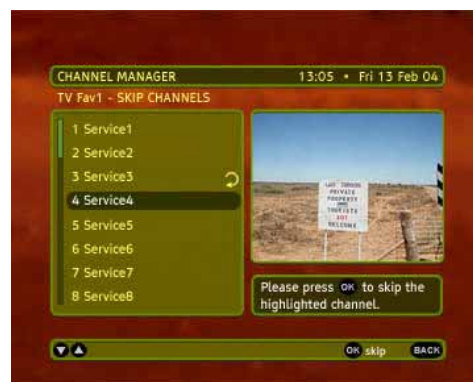 CHANNEL MANAGER 13:05 • Fri 13 Feb 04
TV Fav1 - SKIP CHANNELS
1 Service1
2 Service2
3 Service3
4 Service4
5 Service5
6 Service6
7 Service7
8 Service8
PRIVATE
PROPERTY
TOURISTS
NOT
WELCOME
Please press OK to skip the
highlighted channel.
OK skip BACK